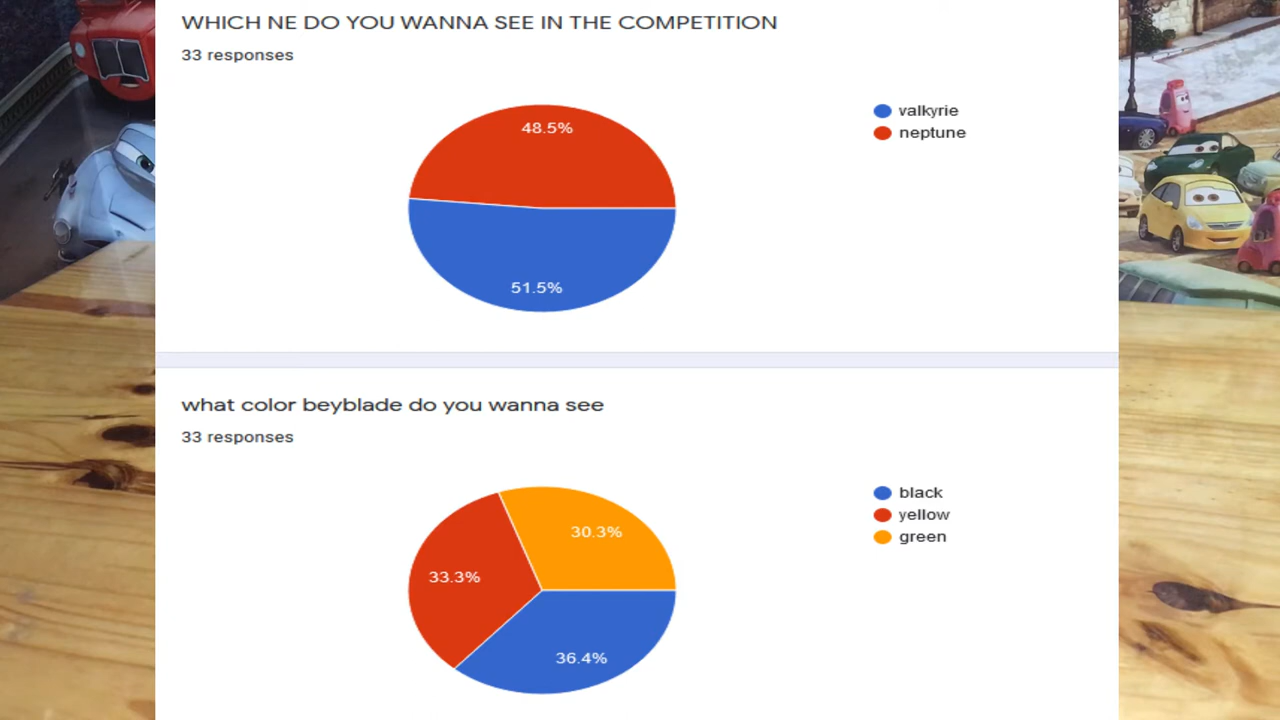 WHICH NE DO YOU WANNA SEE IN THE COMPETITION
33 responses
48.5%
51.5%
valkyrie
neptune
what color beyblade do you wanna see
33 responses
30.3%
33.3%
36.4%
black
yellow
green